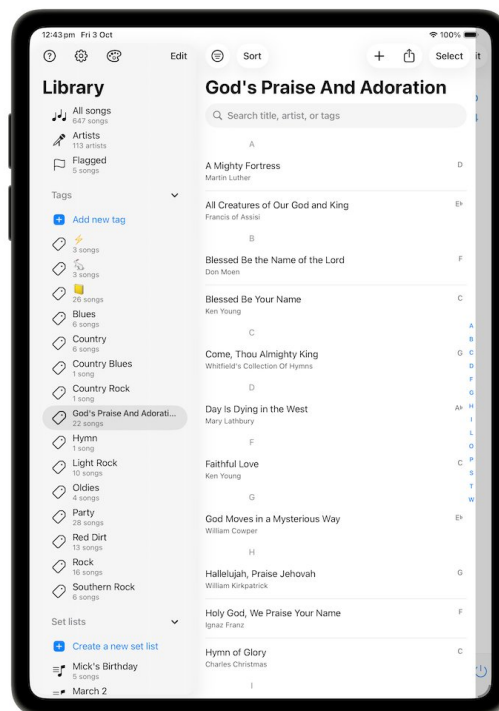 12:43 pm Fri 3 Oct
100%
Edit
Library
All songs
647 songs
Artists
113 artists
Flagged
5 songs
Tags
Add new tag
⚡
3 songs
3 songs
26 songs
Blues
6 songs
Country
6 songs
Country Blues
1 song
Country Rock
1 song
God's Praise And Adorati...
22 songs
Hymn
1 song
Light Rock
10 songs
Oldies
4 songs
Party
28 songs
Red Dirt
13 songs
Rock
16 songs
Southern Rock
6 songs
Set lists
Create a new set list
Mick's Birthday
5 songs
March 2
Sort
Select
it
God's Praise And Adoration
Search title, artist, or tags
A
A Mighty Fortress D
Martin Luther
All Creatures of Our God and King E♭
Francis of Assisi
B
Blessed Be the Name of the Lord F
Don Moen
Blessed Be Your Name C
Ken Young
C
Come, Thou Almighty King G
Whitfield's Collection Of Hymns
D
Day Is Dying in the West A♭
Mary Lathbury
F
Faithful Love C
Ken Young
G
God Moves in a Mysterious Way E♭
William Cowper
H
Hallelujah, Praise Jehovah G
William Kirkpatrick
Holy God, We Praise Your Name F
Ignaz Franz
Hymn of Glory C
Charles Christmas
I
A
B
C
D
F
G
H
I
L
O
P
S
T
W